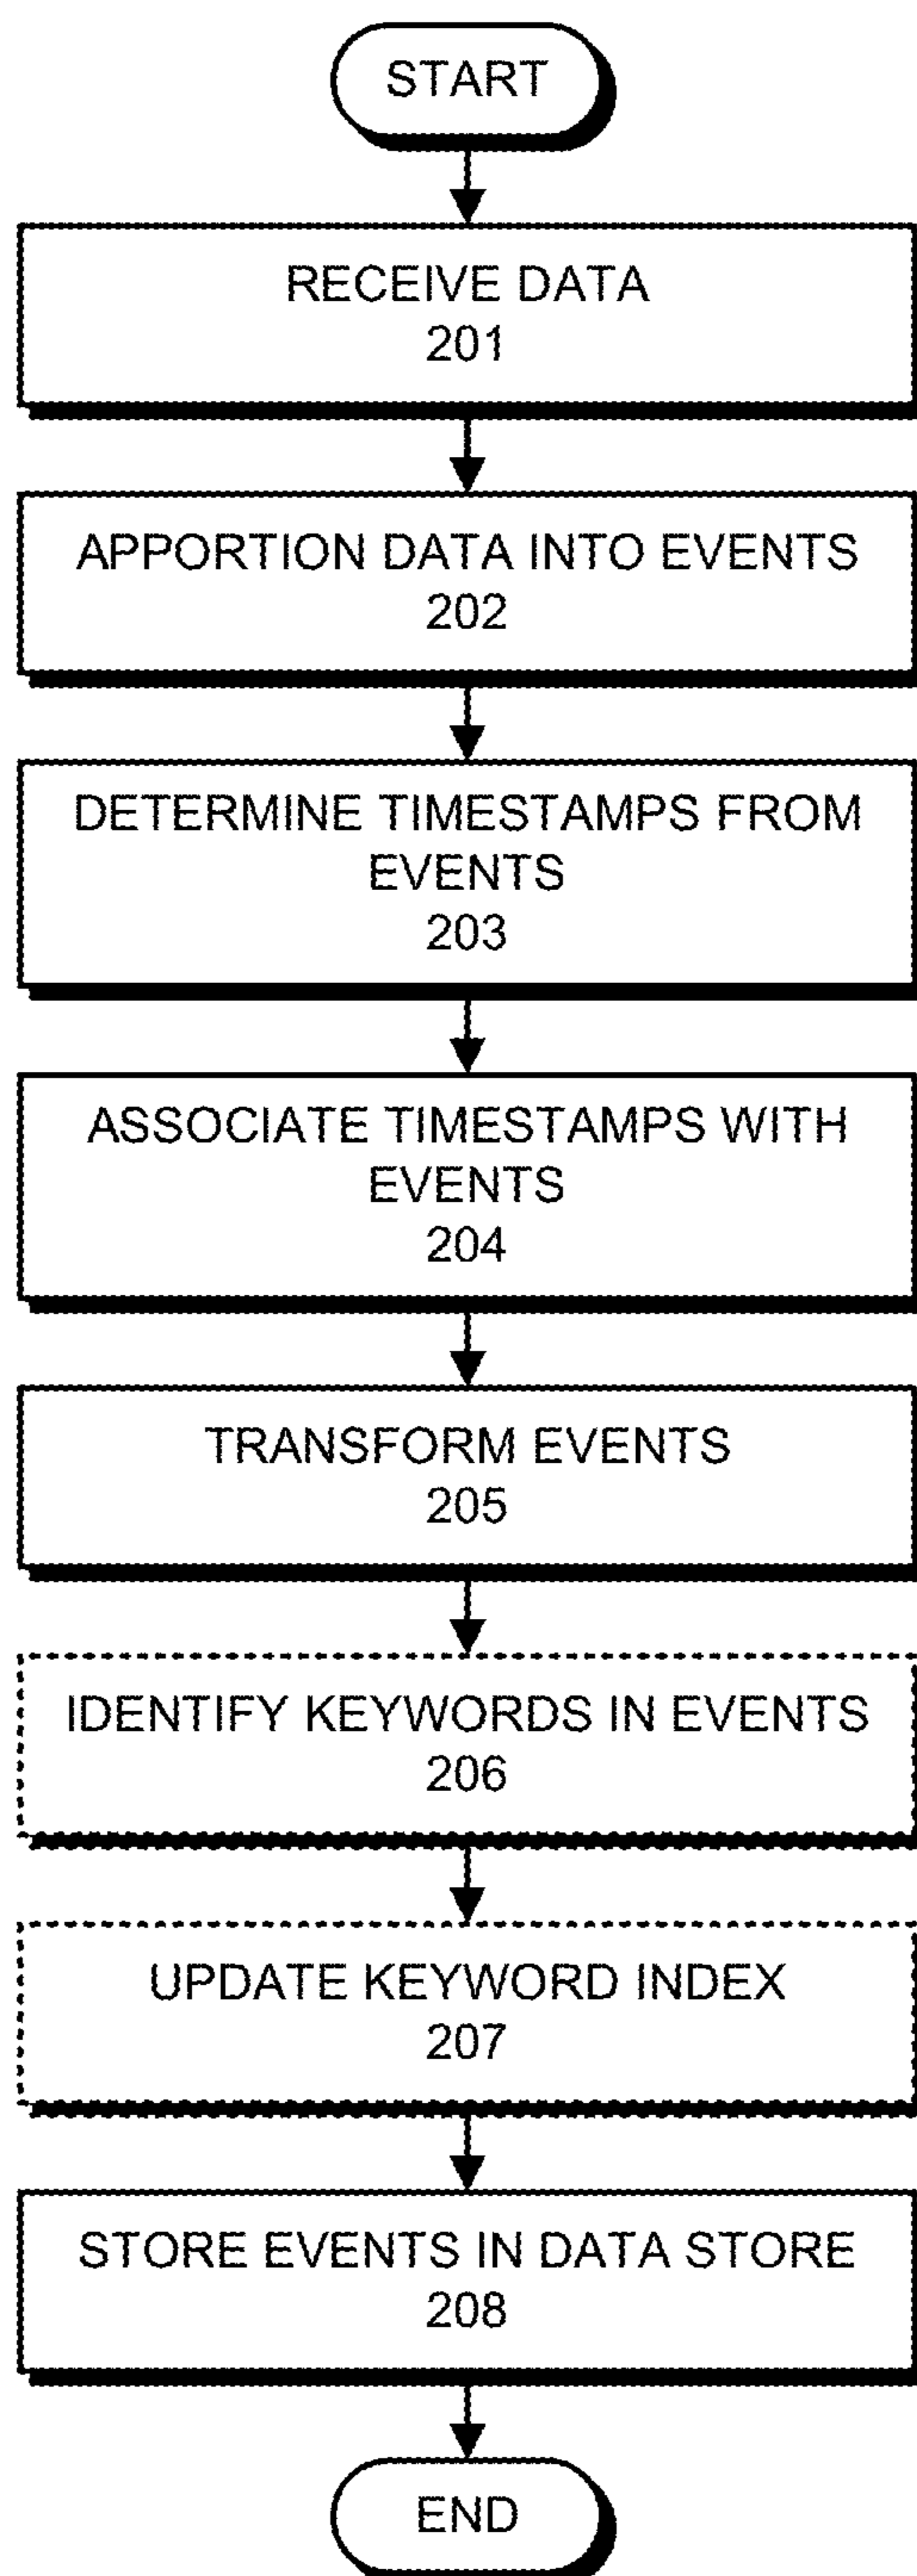 START
RECEIVE DATA
201
APPORTION DATA INTO EVENTS
202
DETERMINE TIMESTAMPS FROM
EVENTS
203
ASSOCIATE TIMESTAMPS WITH
EVENTS
204
TRANSFORM EVENTS
205
IDENTIFY KEYWORDS IN EVENTS
206
UPDATE KEYWORD INDEX
207
STORE EVENTS IN DATA STORE
208
END